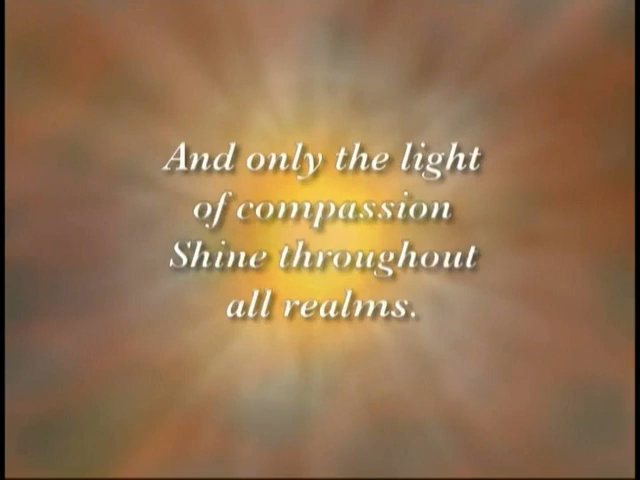 And only the light
of compassion
Shine throughout
all realms.